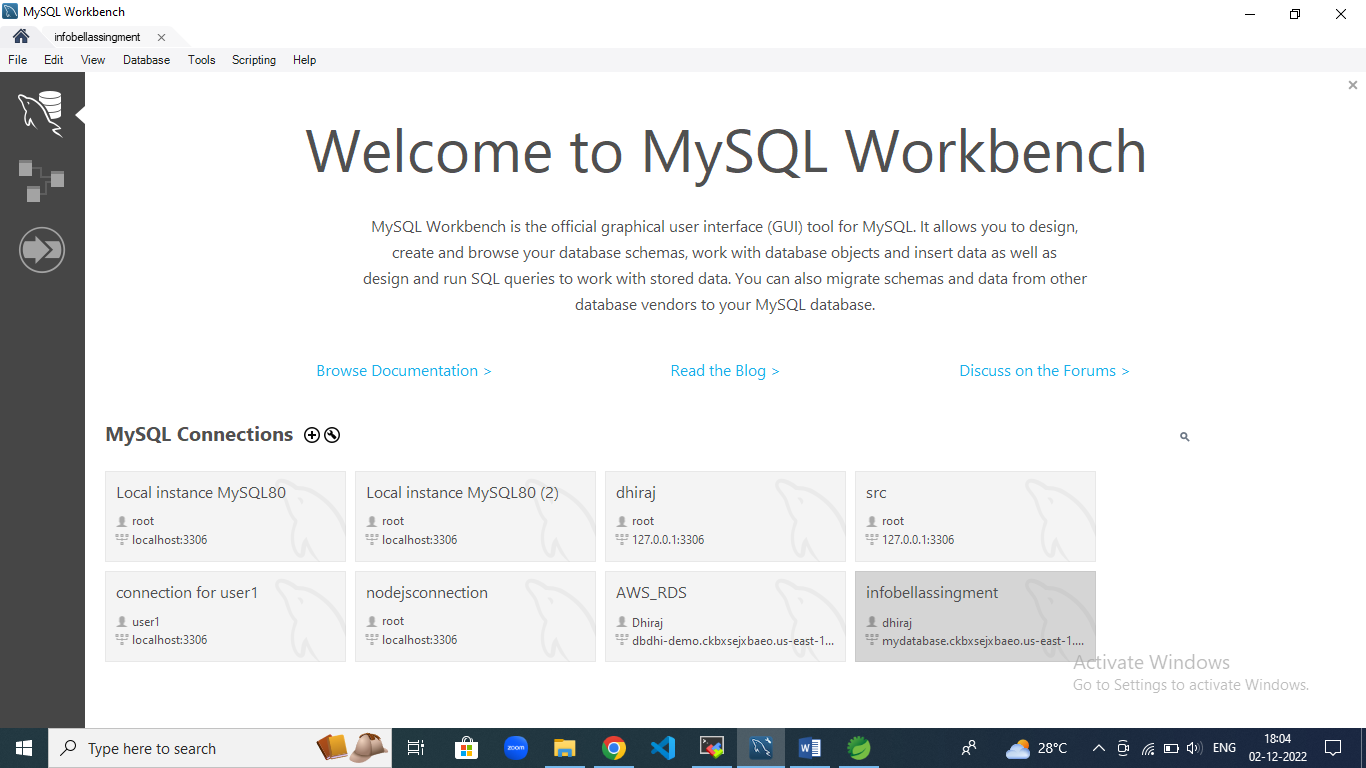 MySQL Workbench
infobellassingment
File Edit View Database Tools Scripting Help
Welcome to MySQL Workbench
MySQL Workbench is the official graphical user interface (GUI) tool for MySQL. It allows you to design,
create and browse your database schemas, work with database objects and insert data as well as
design and run SQL queries to work with stored data. You can also migrate schemas and data from other
database vendors to your MySQL database.
Browse Documentation > Read the Blog > Discuss on the Forums >
MySQL Connections
Local instance MySQL80
root
localhost:3306
Local instance MySQL80 (2)
root
localhost:3306
dhiraj
root
127.0.0.1:3306
src
root
127.0.0.1:3306
connection for user1
user1
localhost:3306
nodejsconnection
root
localhost:3306
AWS_RDS
Dhiraj
dbdhi-demo.ckbxsejxbaeo.us-east-1...
infobellassingment
dhiraj
mydatabase.ckbxsejxbaeo.us-east-1....
Activate Windows
Go to Settings to activate Windows.
Type here to search
zoom
28°C
ENG
18:04
02-12-2022